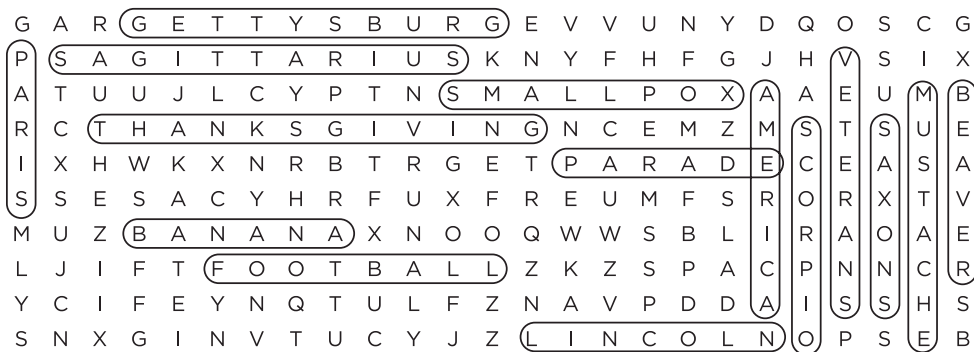 G A R G E T T Y S B U R G E V V U N Y D Q O S C G
P S A G I T T A R I U S K N Y F H F G J H V S I X
A T U U J L C Y P T N S M A L L P O X A A E U M B
R C T H A N K S G I V I N G N C E M Z M S T S U E
I X H W K X N R B T R G E T P A R A D E C E A S A
S S E S A C Y H R F U X F R E U M F S R O R X T V
M U Z B A N A N A X N O O Q W W S B L I R A O A E
L J I F T F O O T B A L L Z K Z S P A C P N N C R
Y C I F E Y N Q T U L F Z N A V P D D A I S S H S
S N X G I N V T U C Y J Z L I N C O L N O P S E B